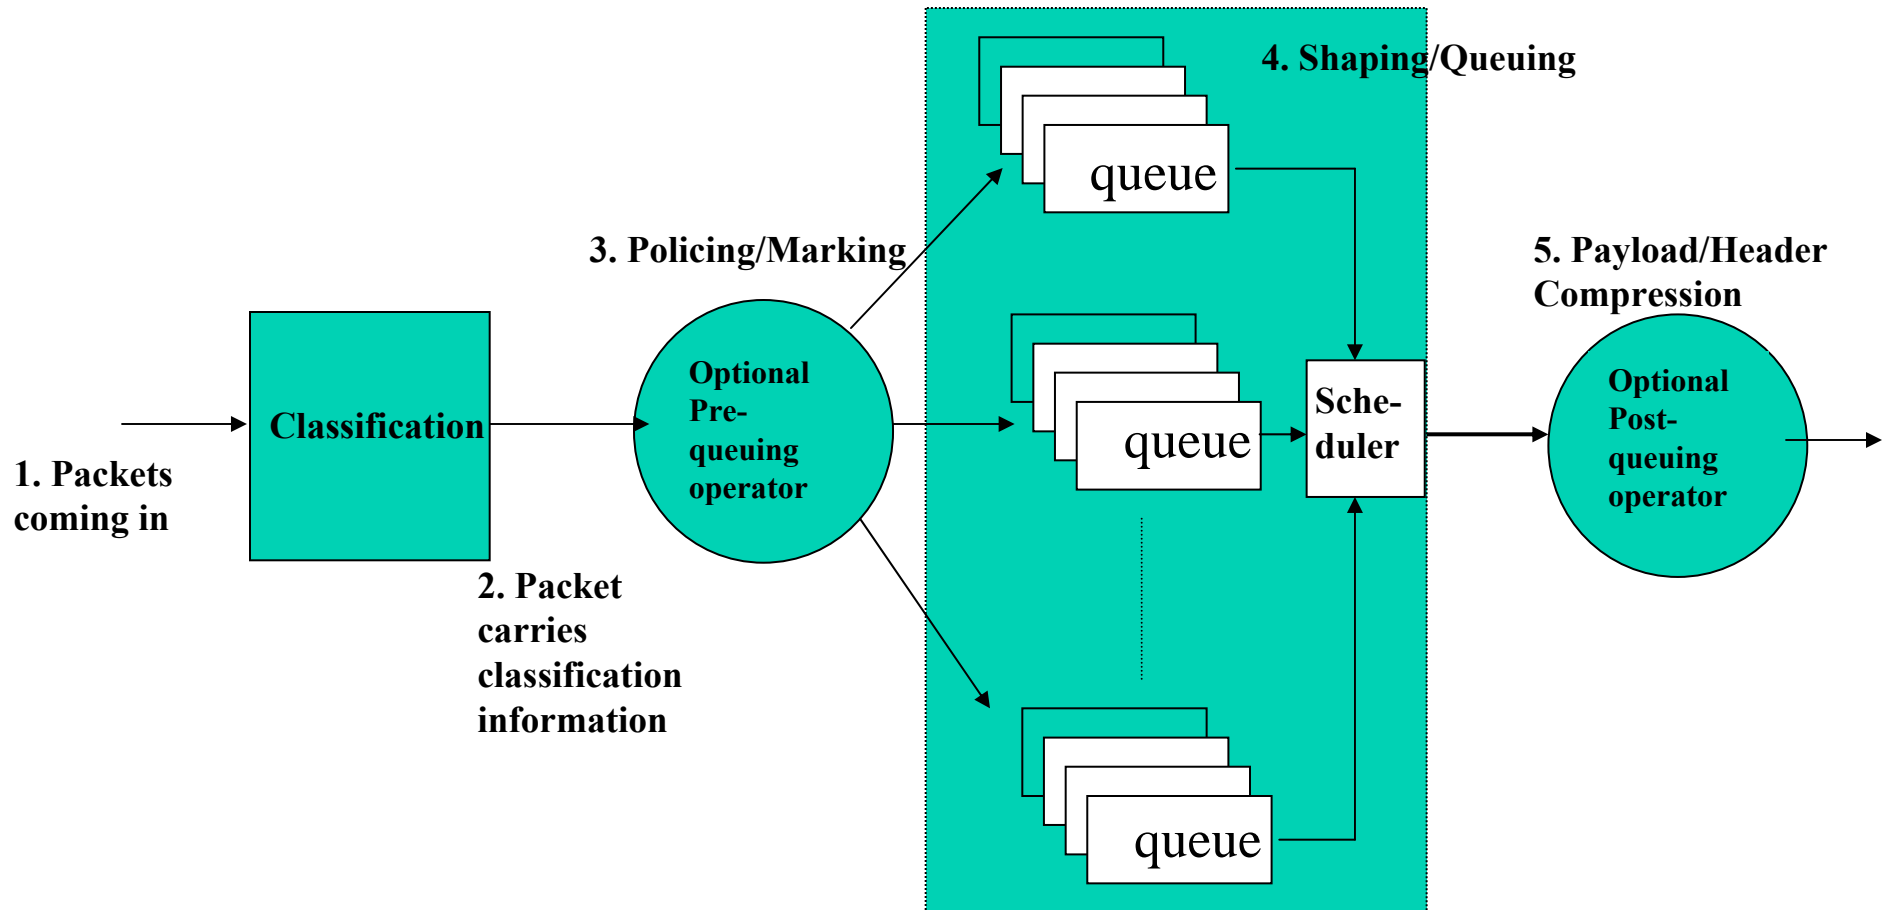 4. Shaping/Queuing
queue
3. Policing/Marking
5. Payload/Header
Compression
Classification
Optional
Pre-
queuing
operator
queue
Sche-
duler
Optional
Post-
queuing
operator
1. Packets
coming in
2. Packet
carries
classification
information
queue